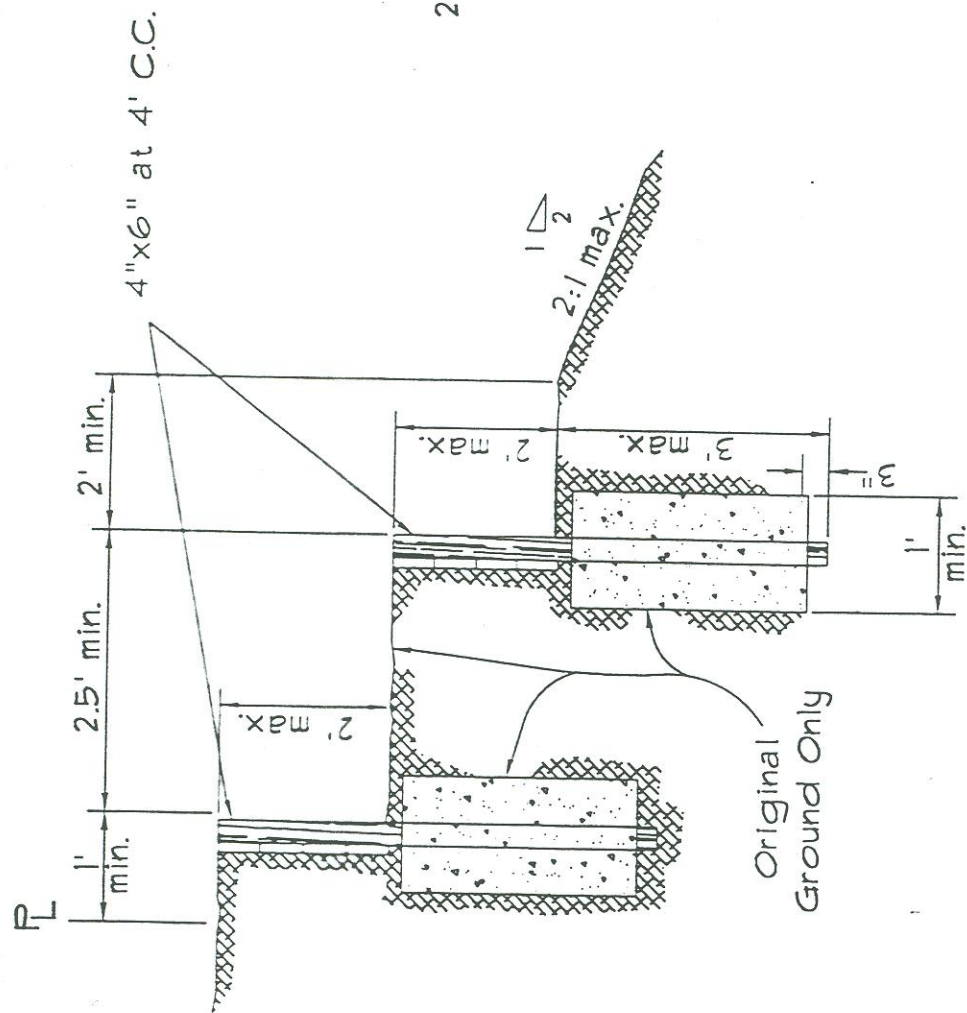 PL
4"x6" at 4' C.C.
2
1'
min.
2.5' min.
2' min.
2' max.
2' max.
3' max.
3"
1
2
2:1 max.
1'
min.
Original
Ground Only